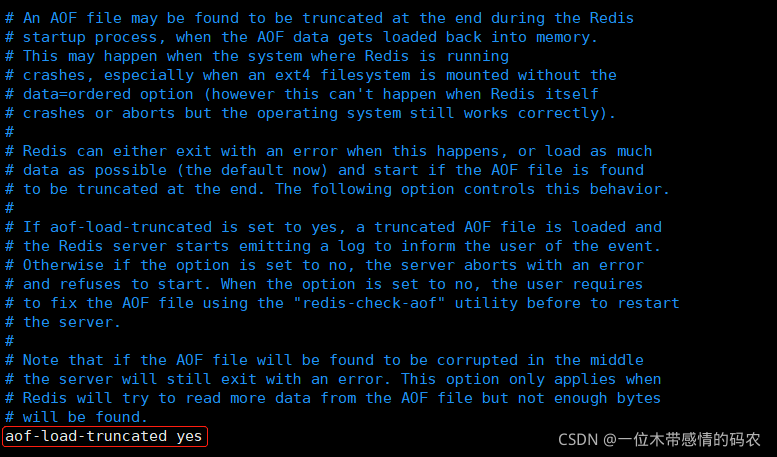 # An AOF file may be found to be truncated at the end during the Redis
# startup process, when the AOF data gets loaded back into memory.
# This may happen when the system where Redis is running
# crashes, especially when an ext4 filesystem is mounted without the
# data=ordered option (however this can't happen when Redis itself
# crashes or aborts but the operating system still works correctly).
#
# Redis can either exit with an error when this happens, or load as much
# data as possible (the default now) and start if the AOF file is found
# to be truncated at the end. The following option controls this behavior.
#
# If aof-load-truncated is set to yes, a truncated AOF file is loaded and
# the Redis server starts emitting a log to inform the user of the event.
# Otherwise if the option is set to no, the server aborts with an error
# and refuses to start. When the option is set to no, the user requires
# to fix the AOF file using the "redis-check-aof" utility before to restart
# the server.
#
# Note that if the AOF file will be found to be corrupted in the middle
# the server will still exit with an error. This option only applies when
# Redis will try to read more data from the AOF file but not enough bytes
# will be found.
aof-load-truncated yes
CSDN @一位木带感情的码农